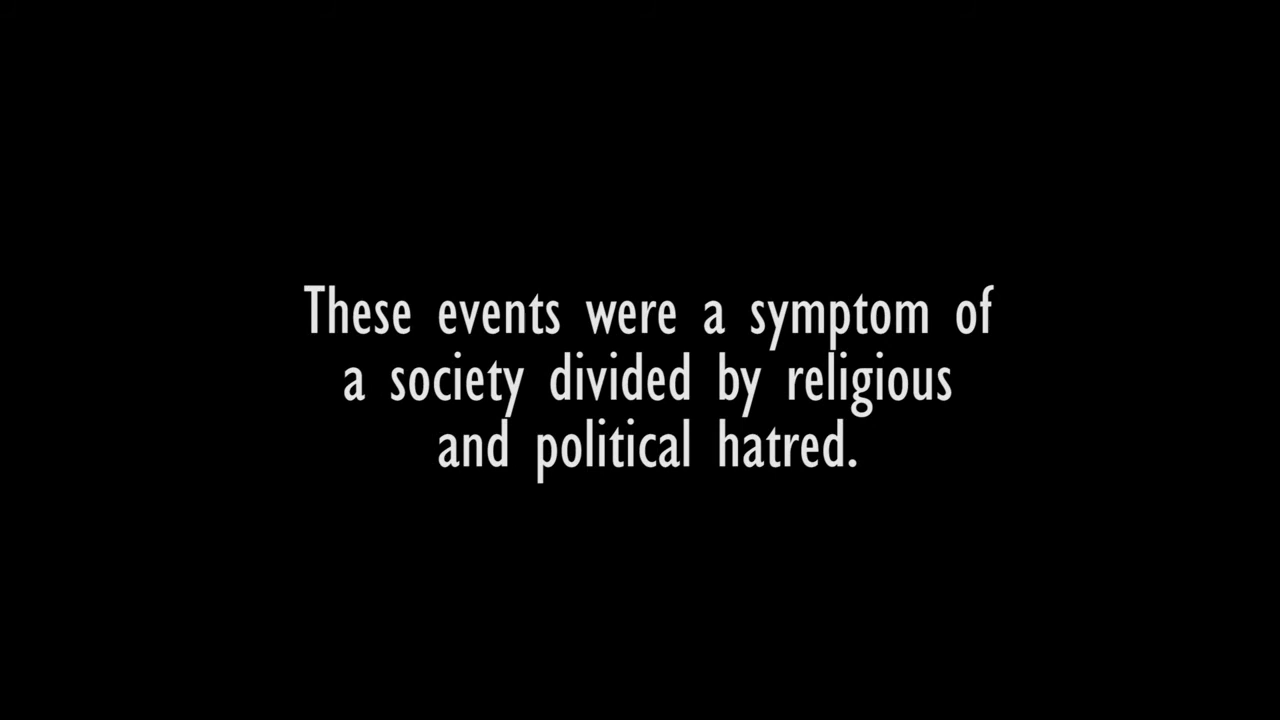 These events were a symptom of
a society divided by religious
and political hatred.